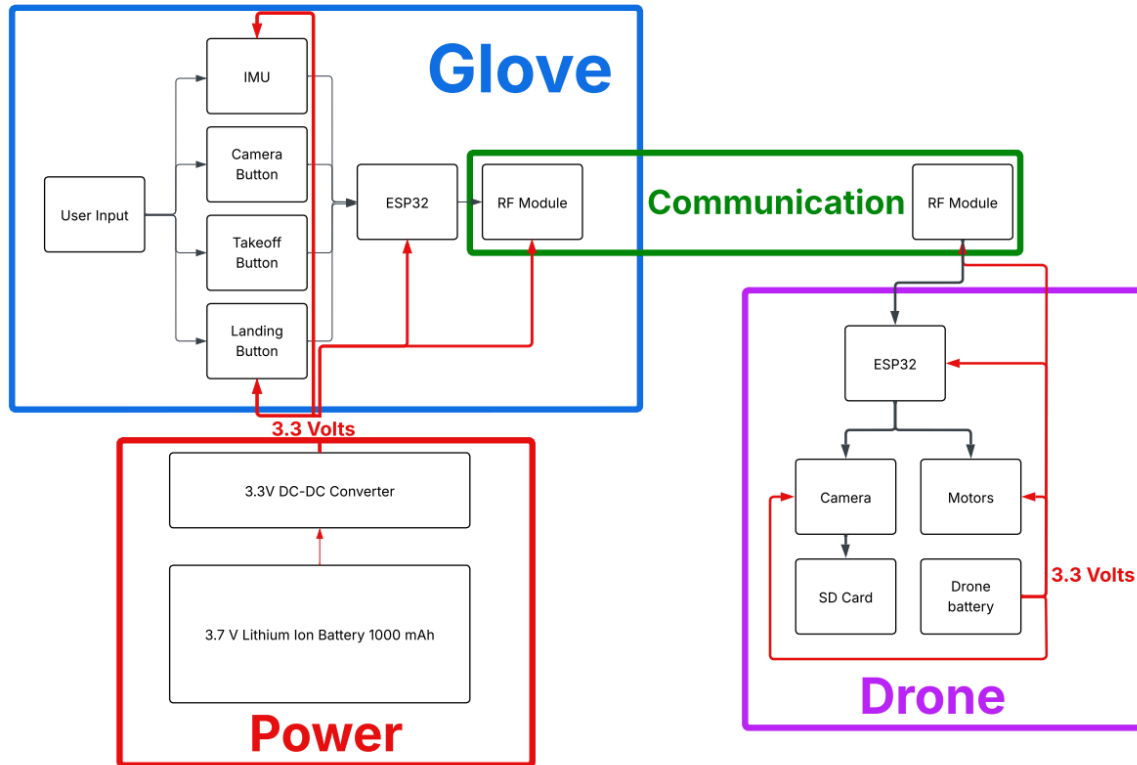 Glove
IMU
Camera
Button
User Input
Takeoff
Button
Landing
Button
ESP32
RF Module
Communication
RF Module
3.3 Volts
3.3V DC-DC Converter
3.7 V Lithium Ion Battery 1000 mAh
Power
ESP32
Camera
Motors
SD Card
Drone
battery
3.3 Volts
Drone